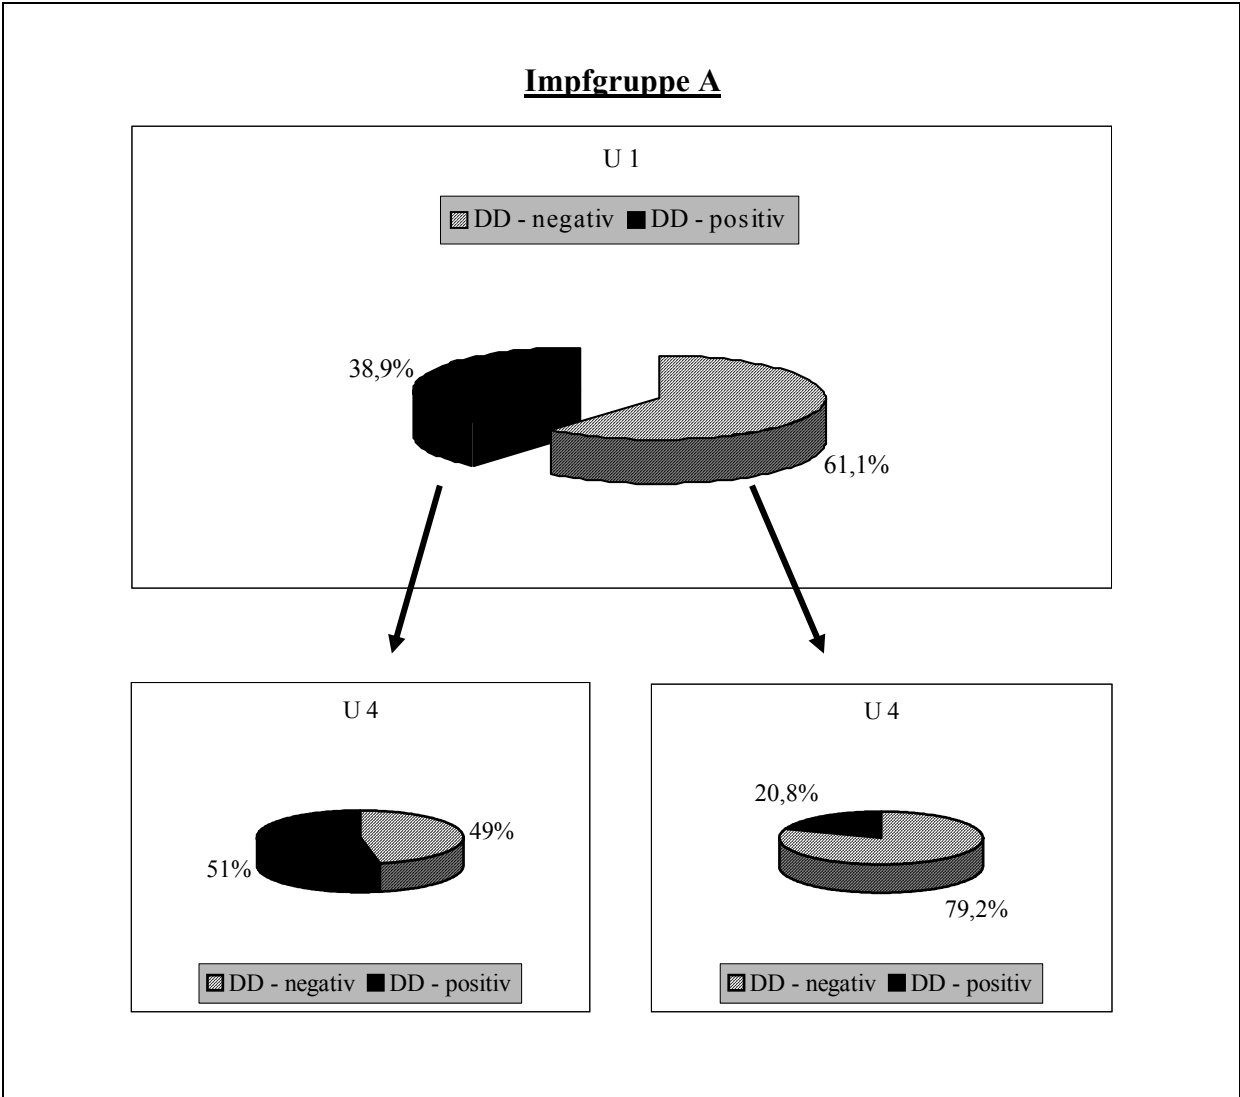 Impfgruppe A
U 1
DD - negativ DD - positiv
38,9%
61,1%
U 4
49%
51%
DD - negativ DD - positiv
U 4
20,8%
79,2%
DD - negativ DD - positiv